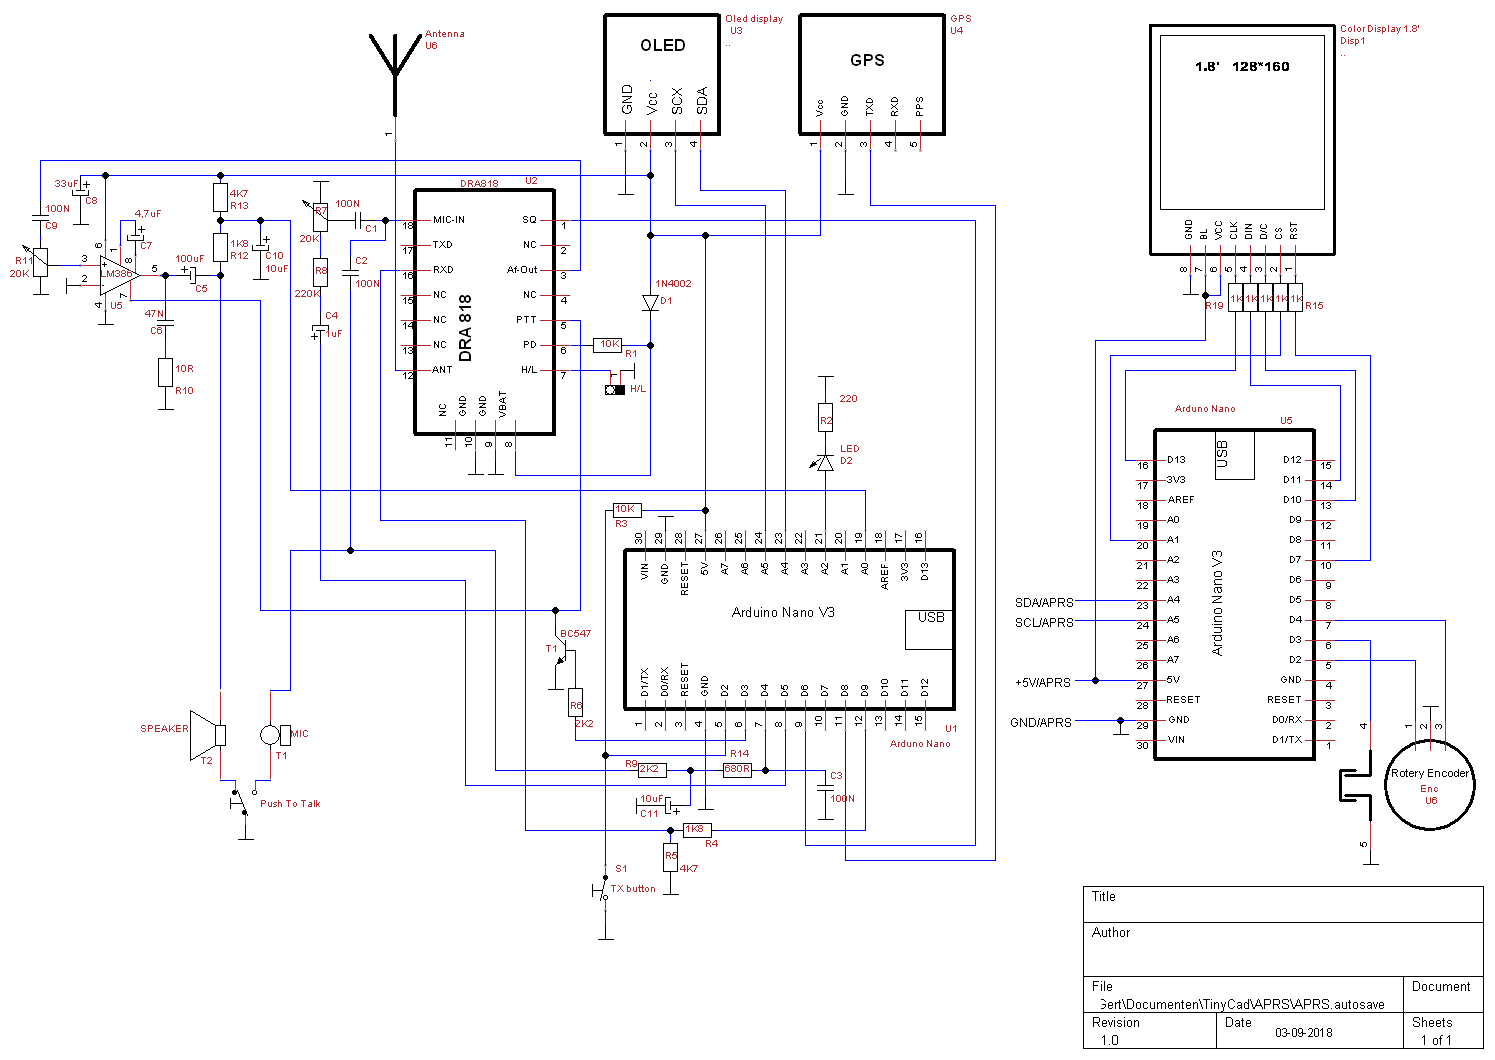 Antenna
U6
Oled display
U3
..
OLED
GND
Vcc
SCX
SDA
1
2
3
4
GPS
U4
GPS
Vcc
GND
TXD
RXD
PPS
1
2
3
4
5
Color Display 1.8'
Disp1
..
1.8' 128*160
GND
BL
VCC
CLK
DIN
D/C
CS
RST
8
7
6
5
4
3
2
1
R19
1K
1K
1K
1K
1K
R15
1
33uF
C8
100N
C9
4,7uF
C7
4K7
R13
1K8
R12
C10
10uF
R11
20K
LM386
U5
3
2
6
1
8
5
7
4
100uF
C5
47N
C6
10R
R10
R7
20K
100N
C1
R8
220K
C2
100N
C4
1uF
DRA818
U2
DRA 818
MIC-IN
18
TXD
17
RXD
16
NC
15
NC
14
NC
13
ANT
12
SQ
1
NC
2
Af-Out
3
NC
4
PTT
5
PD
6
H/L
7
NC
GND
GND
VBAT
11
10
9
8
1N4002
D1
10K
R1
H/L
220
R2
LED
D2
10K
R3
30
29
28
27
26
25
24
23
22
21
20
19
18
17
16
VIN
GND
RESET
5V
A7
A6
A5
A4
A3
A2
A1
A0
AREF
3V3
D13
Arduino Nano V3
USB
D1/TX
D0/RX
RESET
GND
D2
D3
D4
D5
D6
D7
D8
D9
D10
D11
D12
1
2
3
4
5
6
7
8
9
10
11
12
13
14
15
U1
Arduino Nano
BC547
T1
R6
2K2
R9
2K2
R14
680R
C3
100N
10uF
C11
1K8
R4
R5
4K7
S1
TX button
SPEAKER
T2
MIC
T1
Push To Talk
Arduno Nano
U5
USB
Arduino Nano V3
D13
16
3V3
17
AREF
18
A0
19
A1
20
A2
21
A3
22
A4
23
A5
24
A6
25
A7
26
5V
27
RESET
28
GND
29
VIN
30
D12
15
D11
14
D10
13
D9
12
D8
11
D7
10
D6
9
D5
8
D4
7
D3
6
D2
5
GND
4
RESET
3
D0/RX
2
D1/TX
1
SDA/APRS
SCL/APRS
+5V/APRS
GND/APRS
1
2
3
4
5
Rotery Encoder
Enc
U6
Title
Author
File
Gert\Documenten\TinyCad\APRS\APRS.autosave
Document
Revision
1.0
Date
03-09-2018
Sheets
1 of 1